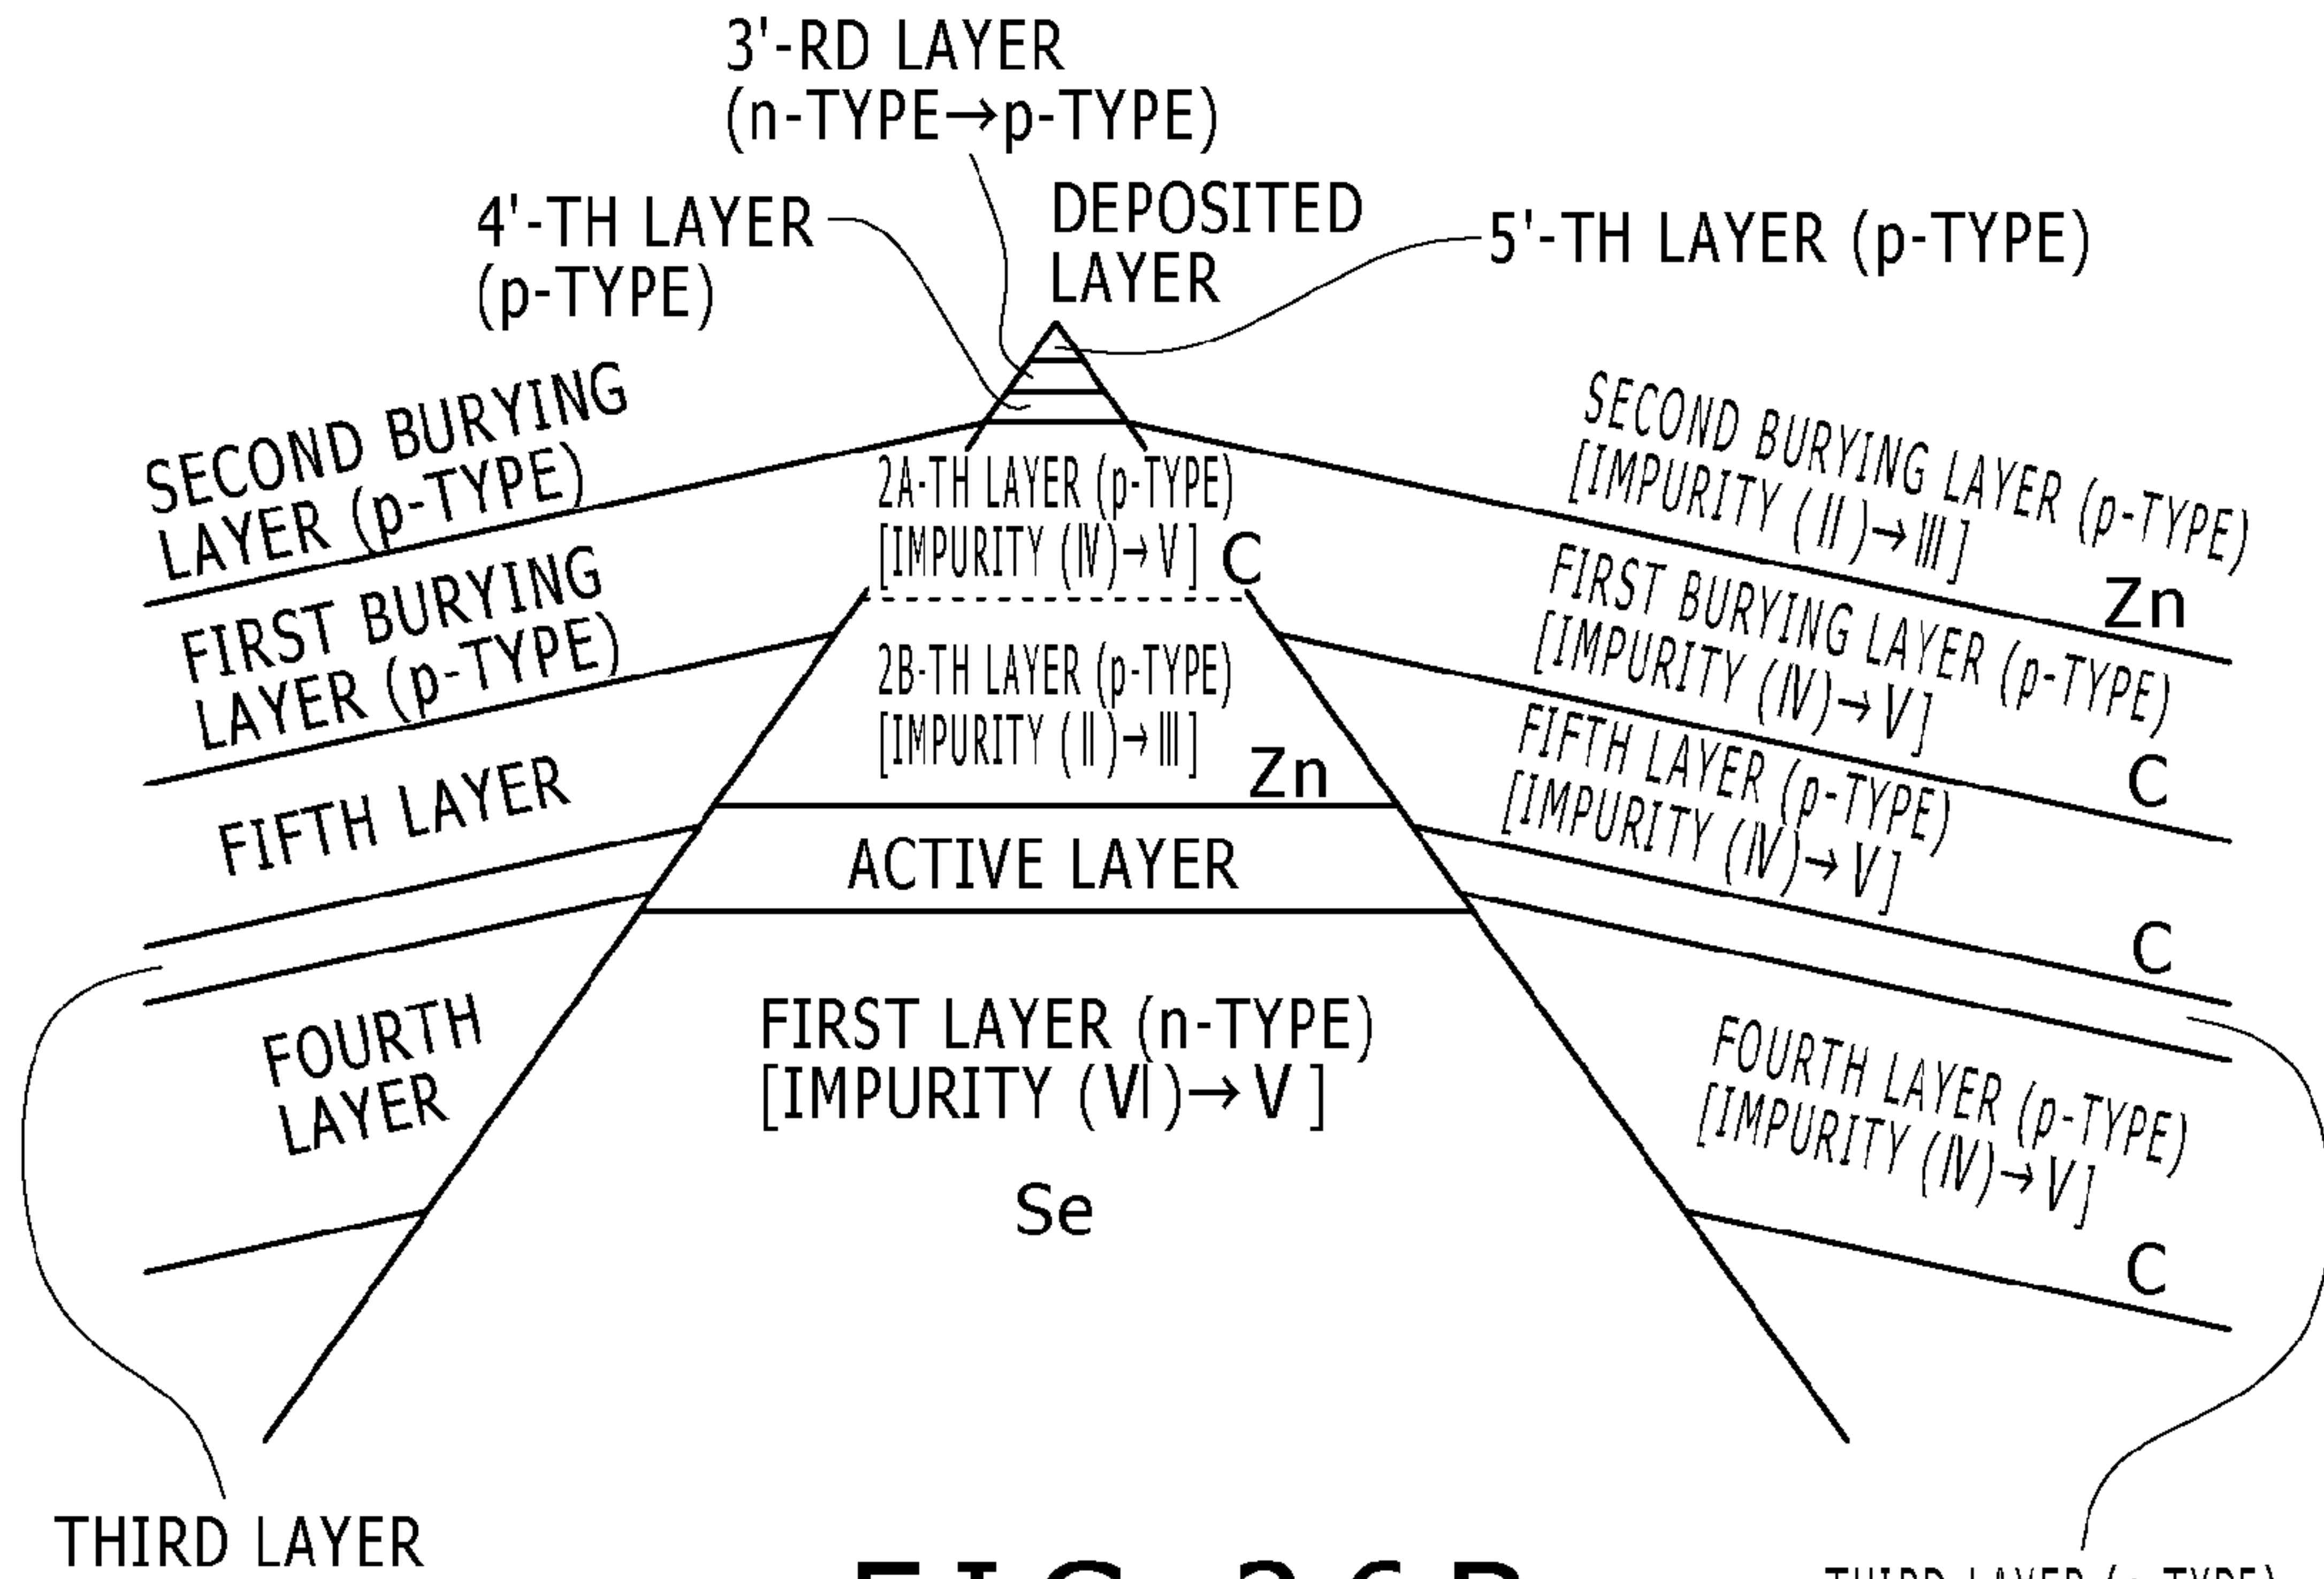 3'-RD LAYER
(n-TYPE→p-TYPE)
4'-TH LAYER
(p-TYPE)
DEPOSITED
LAYER
5'-TH LAYER (p-TYPE)
SECOND BURYING
LAYER (p-TYPE)
FIRST BURYING
LAYER (p-TYPE)
FIFTH LAYER
FOURTH
LAYER
THIRD LAYER
2A-TH LAYER (p-TYPE)
[IMPURITY (IV)→V]
C
2B-TH LAYER (p-TYPE)
[IMPURITY (II)→III]
Zn
ACTIVE LAYER
FIRST LAYER (n-TYPE)
[IMPURITY (VI)→V]
Se
SECOND BURYING LAYER (p-TYPE)
[IMPURITY (II)→III]
Zn
FIRST BURYING LAYER (p-TYPE)
[IMPURITY (IV)→V]
C
FIFTH LAYER (p-TYPE)
[IMPURITY (IV)→V]
C
FOURTH LAYER (p-TYPE)
[IMPURITY (IV)→V]
C
THIRD LAYER